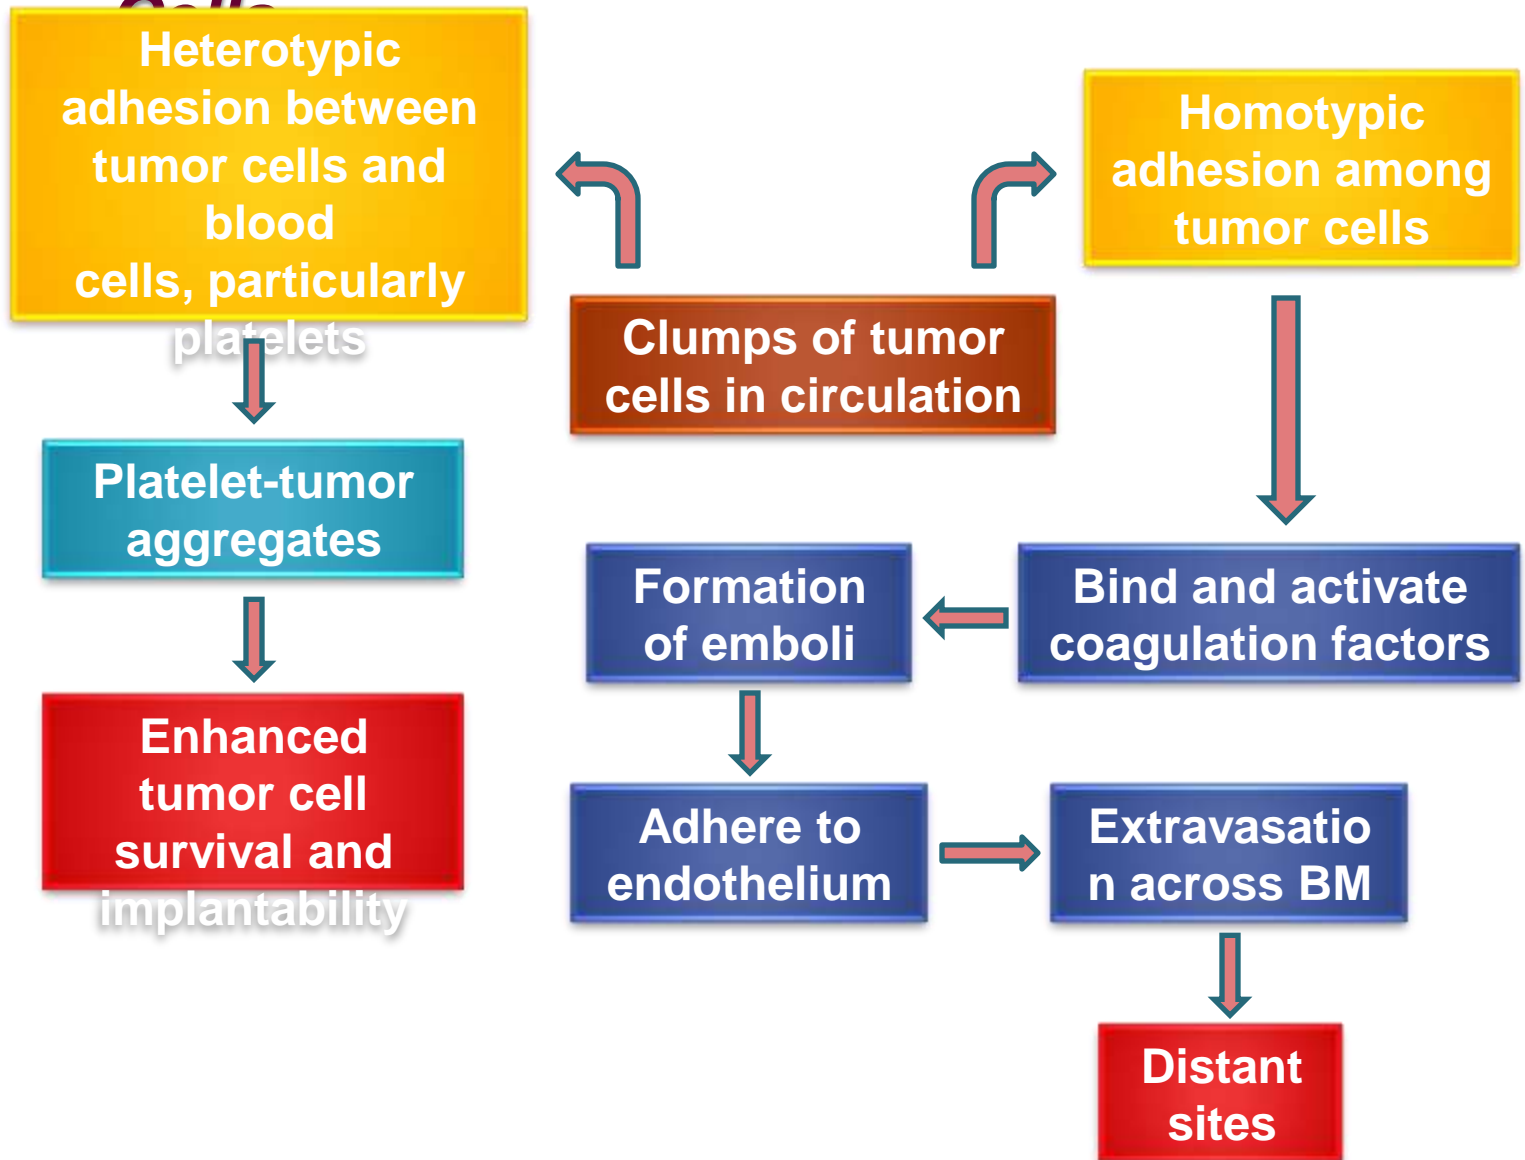 Cells
Heterotypic
adhesion between
tumor cells and
blood
cells, particularly
platelets
Homotypic
adhesion among
tumor cells
Clumps of tumor
cells in circulation
Platelet-tumor
aggregates
Formation
of emboli
Bind and activate
coagulation factors
Enhanced
tumor cell
survival and
implantability
Adhere to
endothelium
Extravasatio
n across BM
Distant
sites